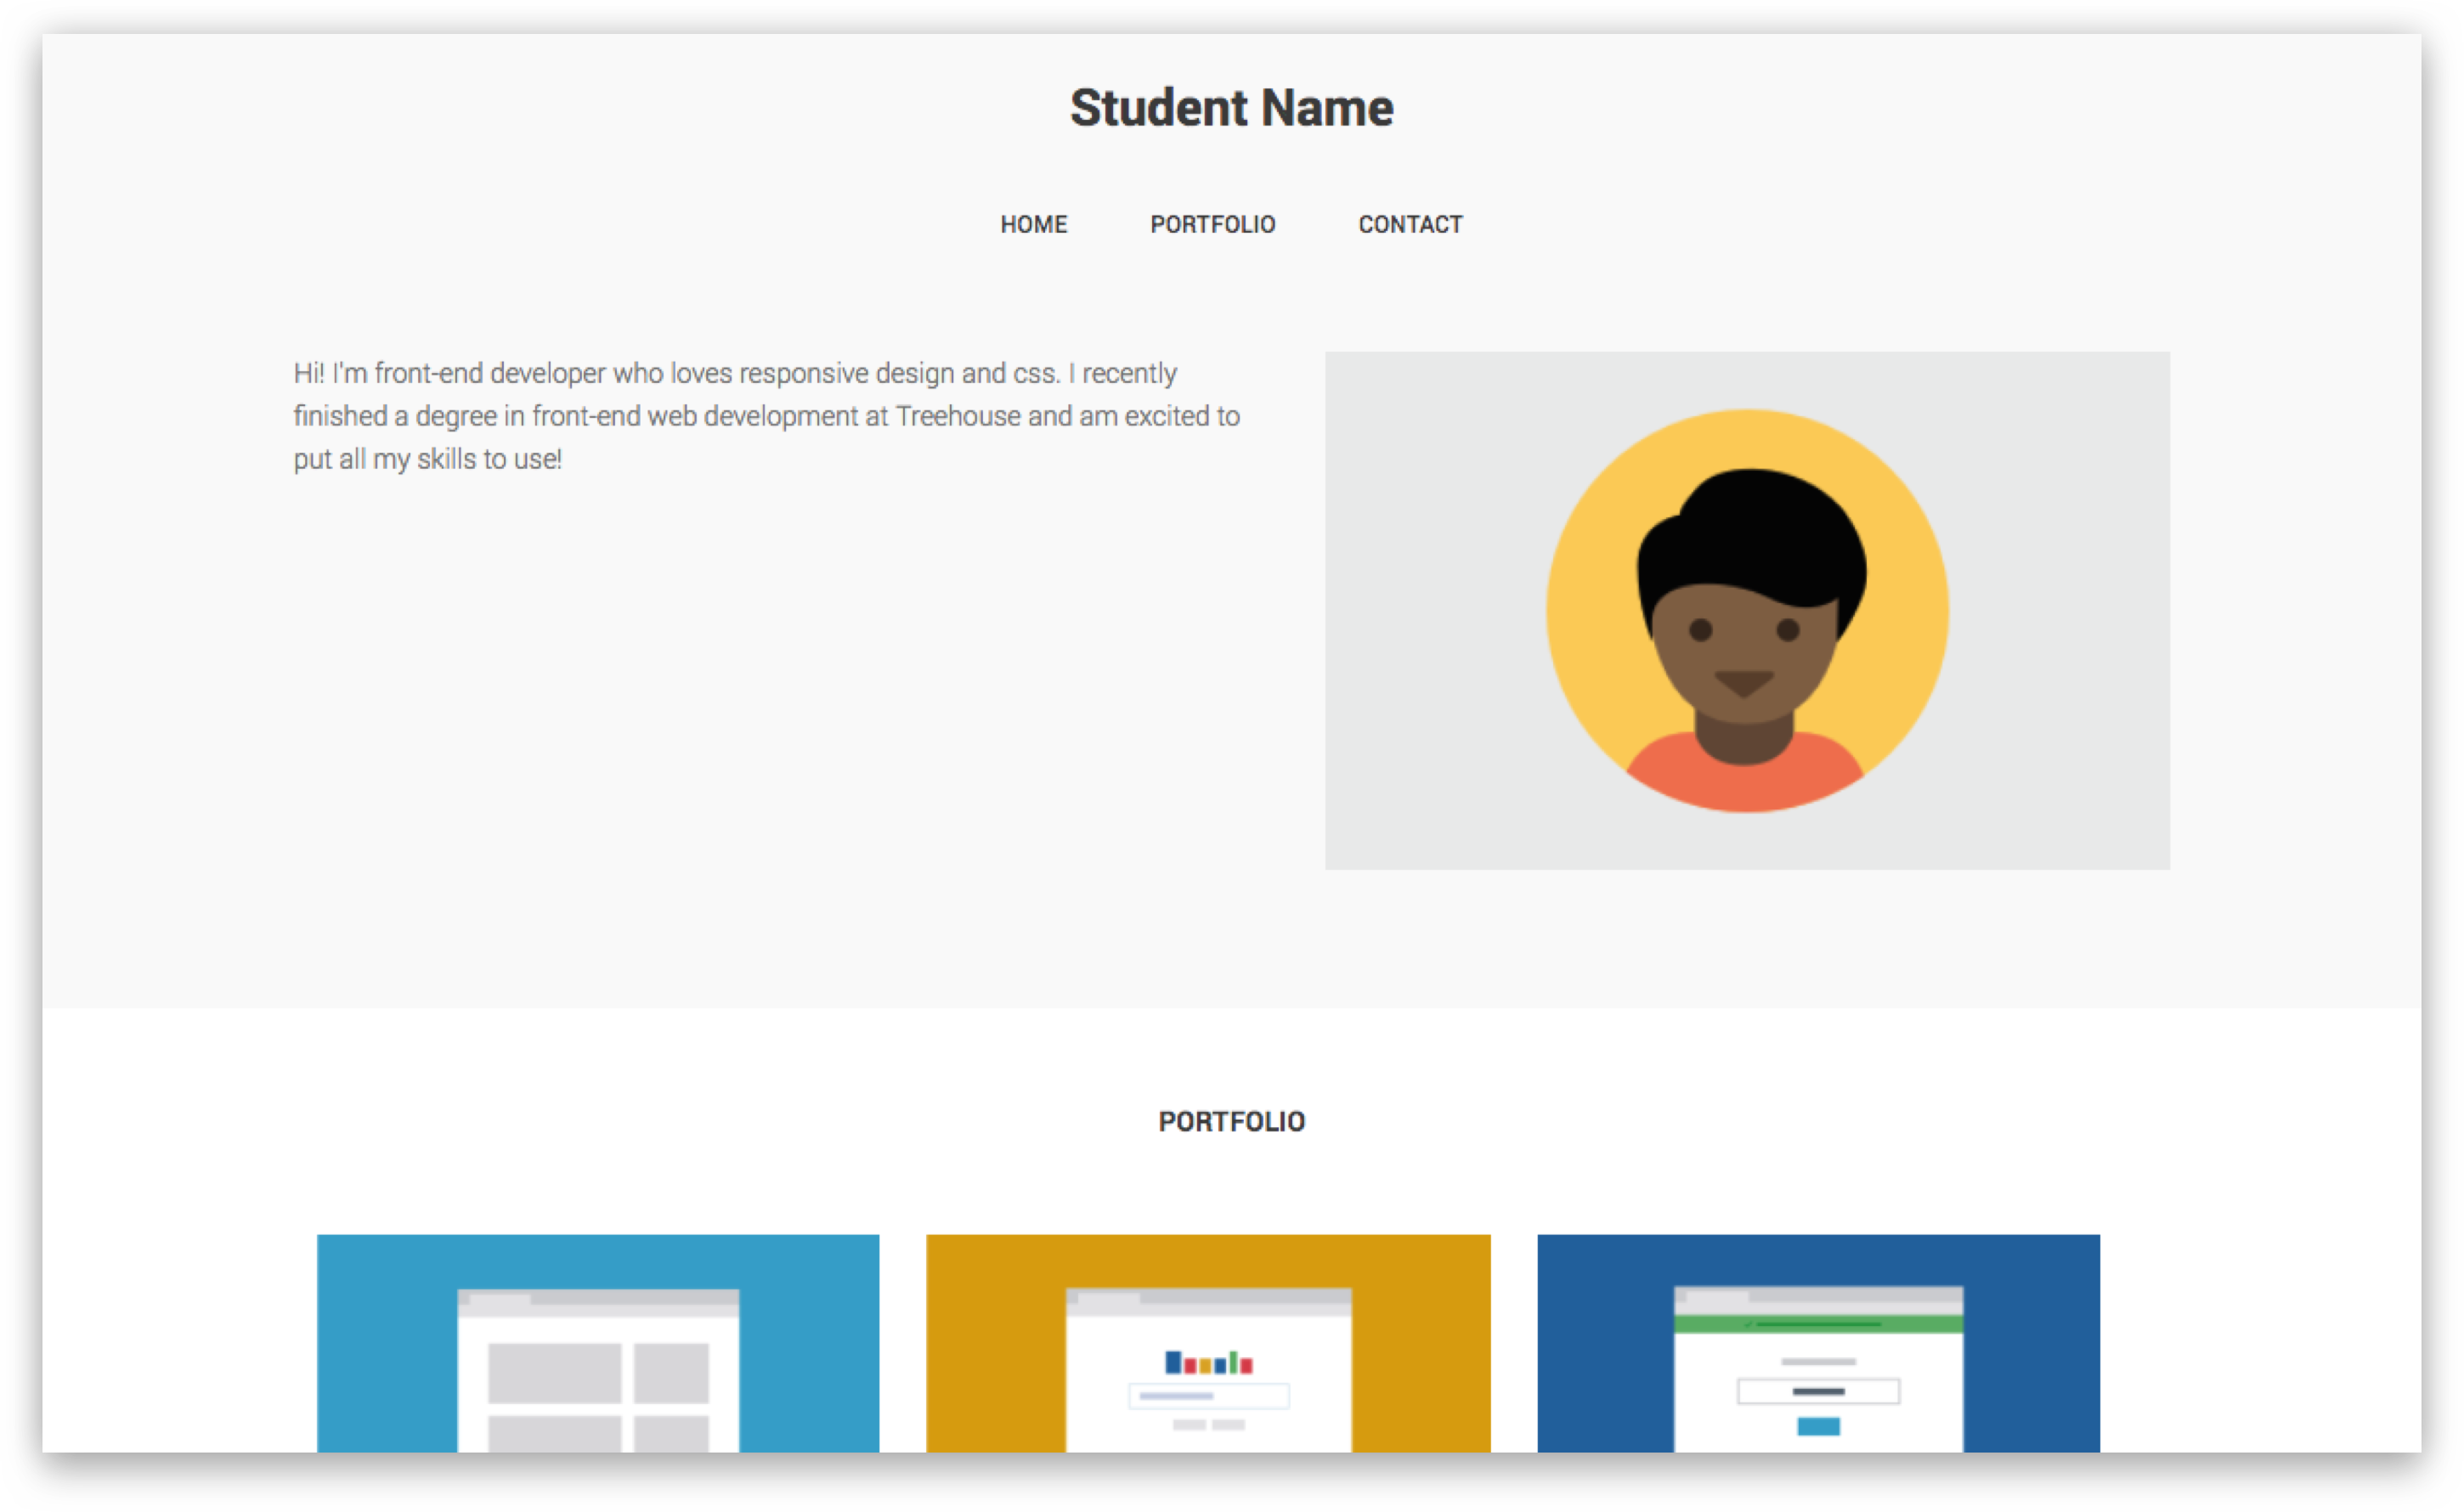 Student Name
HOME PORTFOLIO CONTACT
Hi! I'm front-end developer who loves responsive design and css. I recently
finished a degree in front-end web development at Treehouse and am excited to
put all my skills to use!
PORTFOLIO